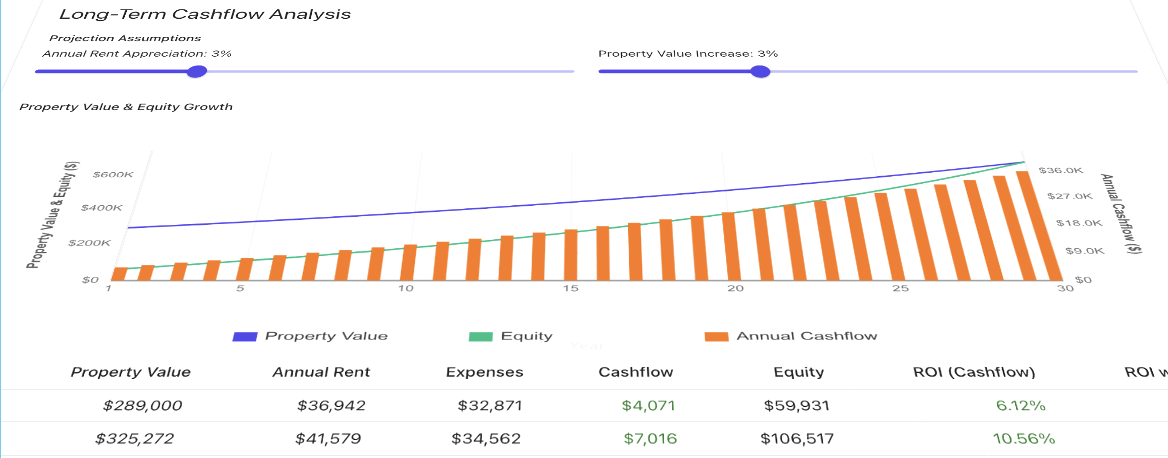 Long-Term Cashflow Analysis
Projection Assumptions
Annual Rent Appreciation: 3%
Property Value Increase: 3%
Property Value & Equity Growth
Property Value & Equity ($)
$600K
$400K
$200K
$0
$36.0K
$27.0K
$18.0K
$9.0K
$0
Annual Cashflow ($)
1 5 10 15 20 25 30
Year
Property Value Equity Annual Cashflow
Property Value Annual Rent Expenses Cashflow Equity ROI (Cashflow) ROI
$289,000 $36,942 $32,871 $4,071 $59,931 6.12%
$325,272 $41,579 $34,562 $7,016 $106,517 10.56%